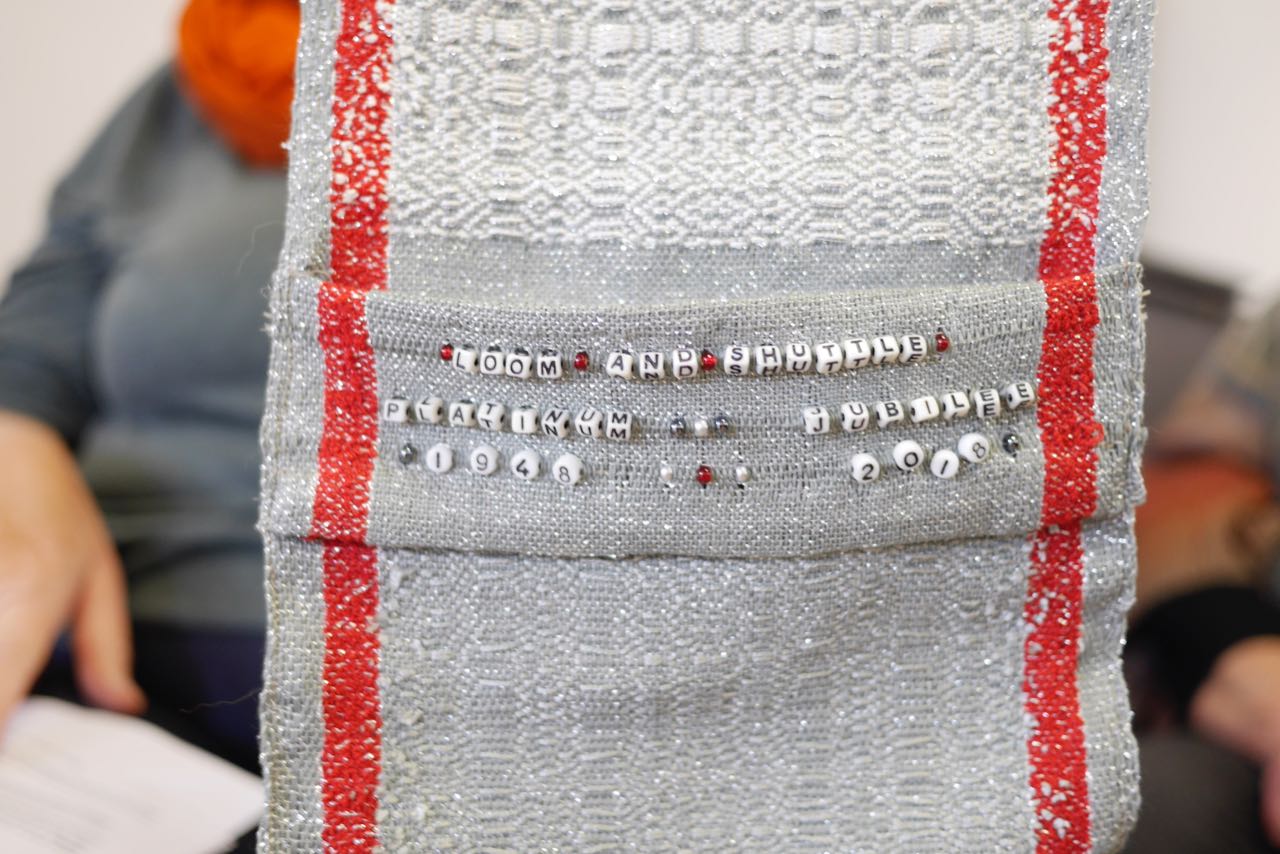 LOOM AND SHUTTLE
PLATINUM JUBILEE
1948 2018